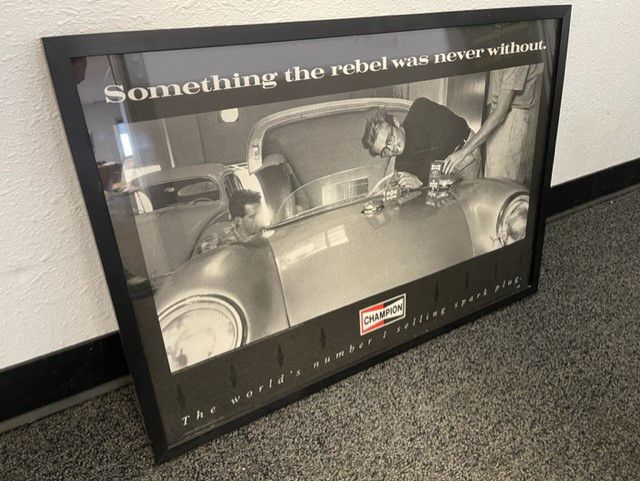 Something the rebel was never without.
CHAMPION
The world's number 1 selling spark plug.